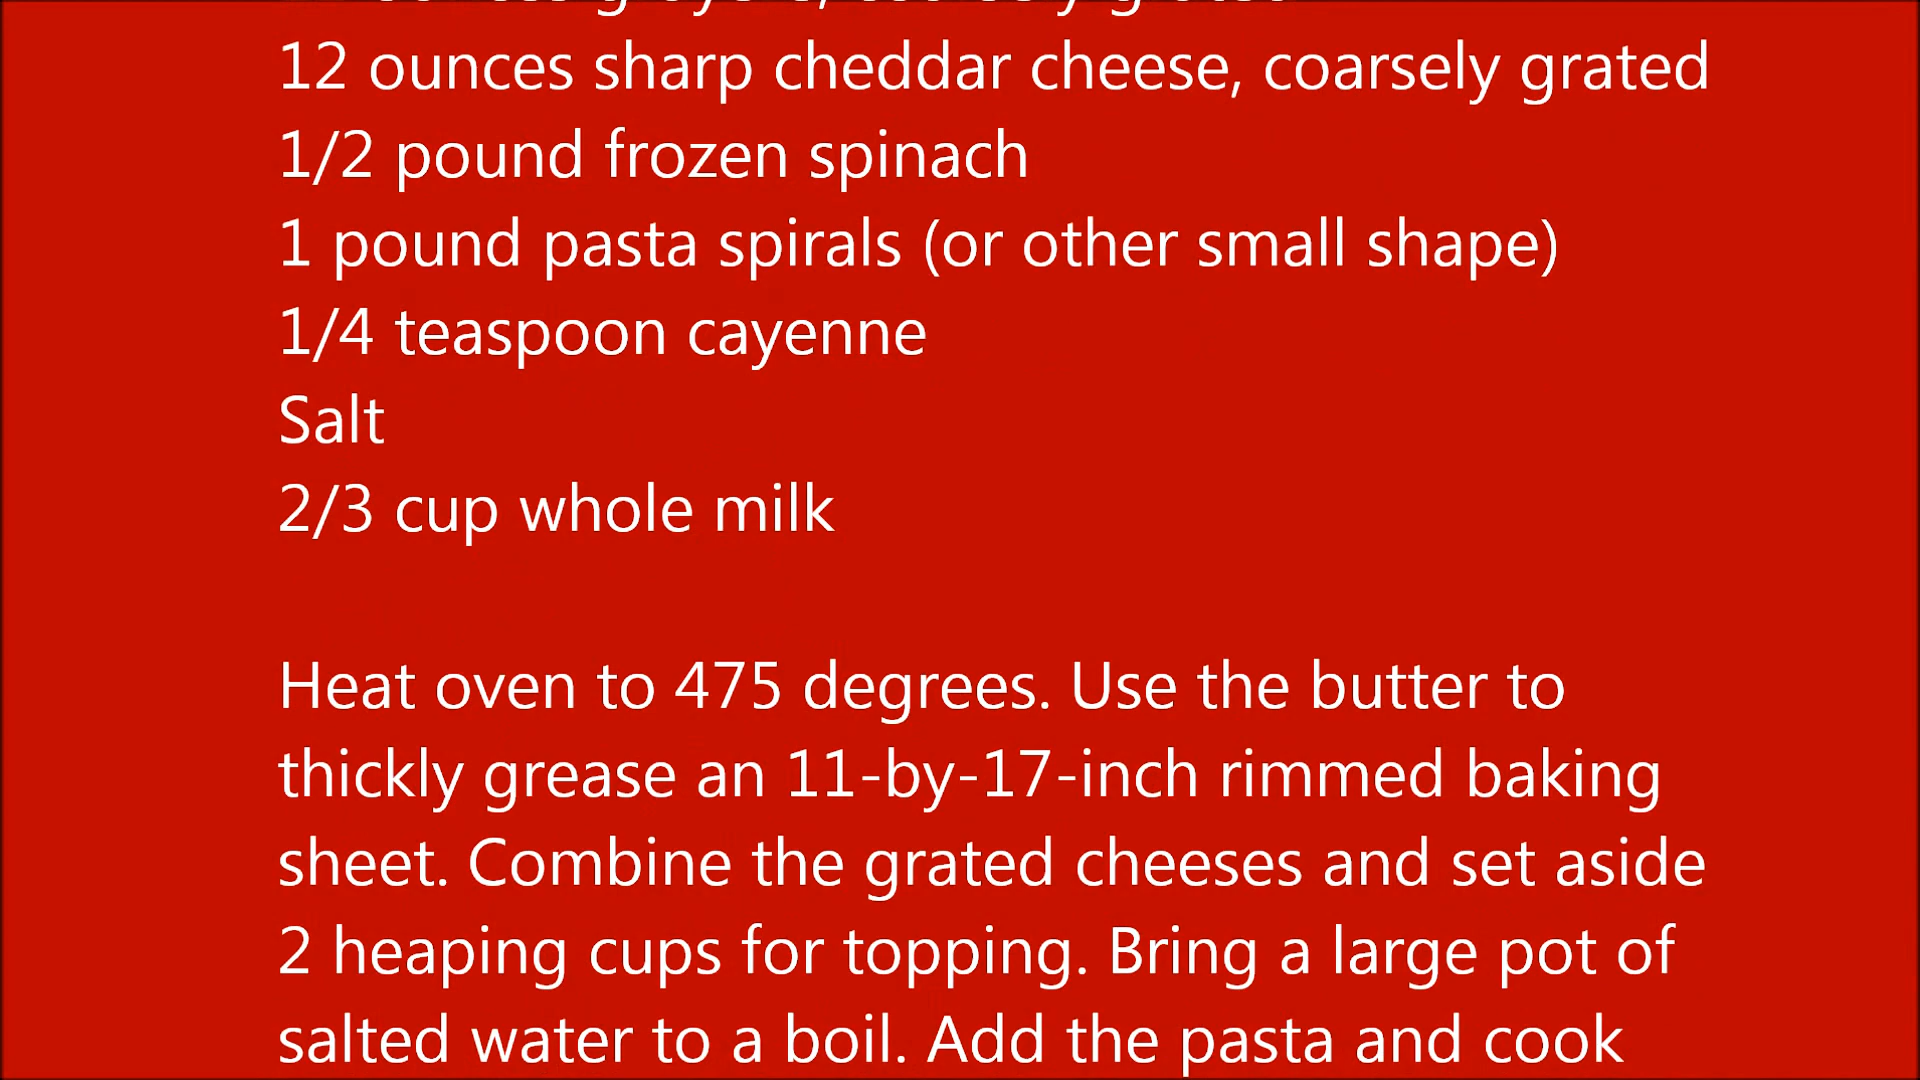 coarsely grated
12 ounces sharp cheddar cheese, coarsely grated
1/2 pound frozen spinach
1 pound pasta spirals (or other small shape)
1/4 teaspoon cayenne
Salt
2/3 cup whole milk
Heat oven to 475 degrees. Use the butter to
thickly grease an 11-by-17-inch rimmed baking
sheet. Combine the grated cheeses and set aside
2 heaping cups for topping. Bring a large pot of
salted water to a boil. Add the pasta and cook